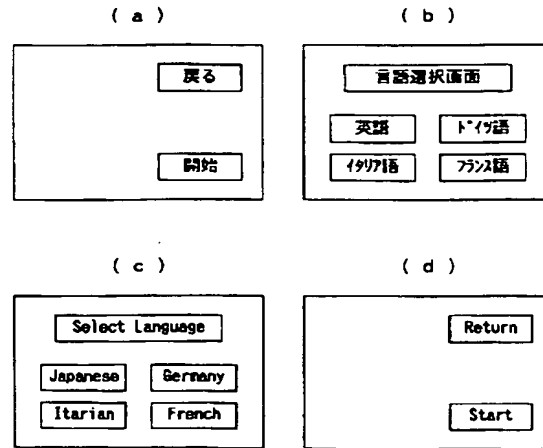 ( a )
戻る
開始
( b )
言語選択画面
英語 ドイツ語
イタリア語 フランス語
( c )
Select Language
Japanese Germany
Itarian French
( d )
Return
Start